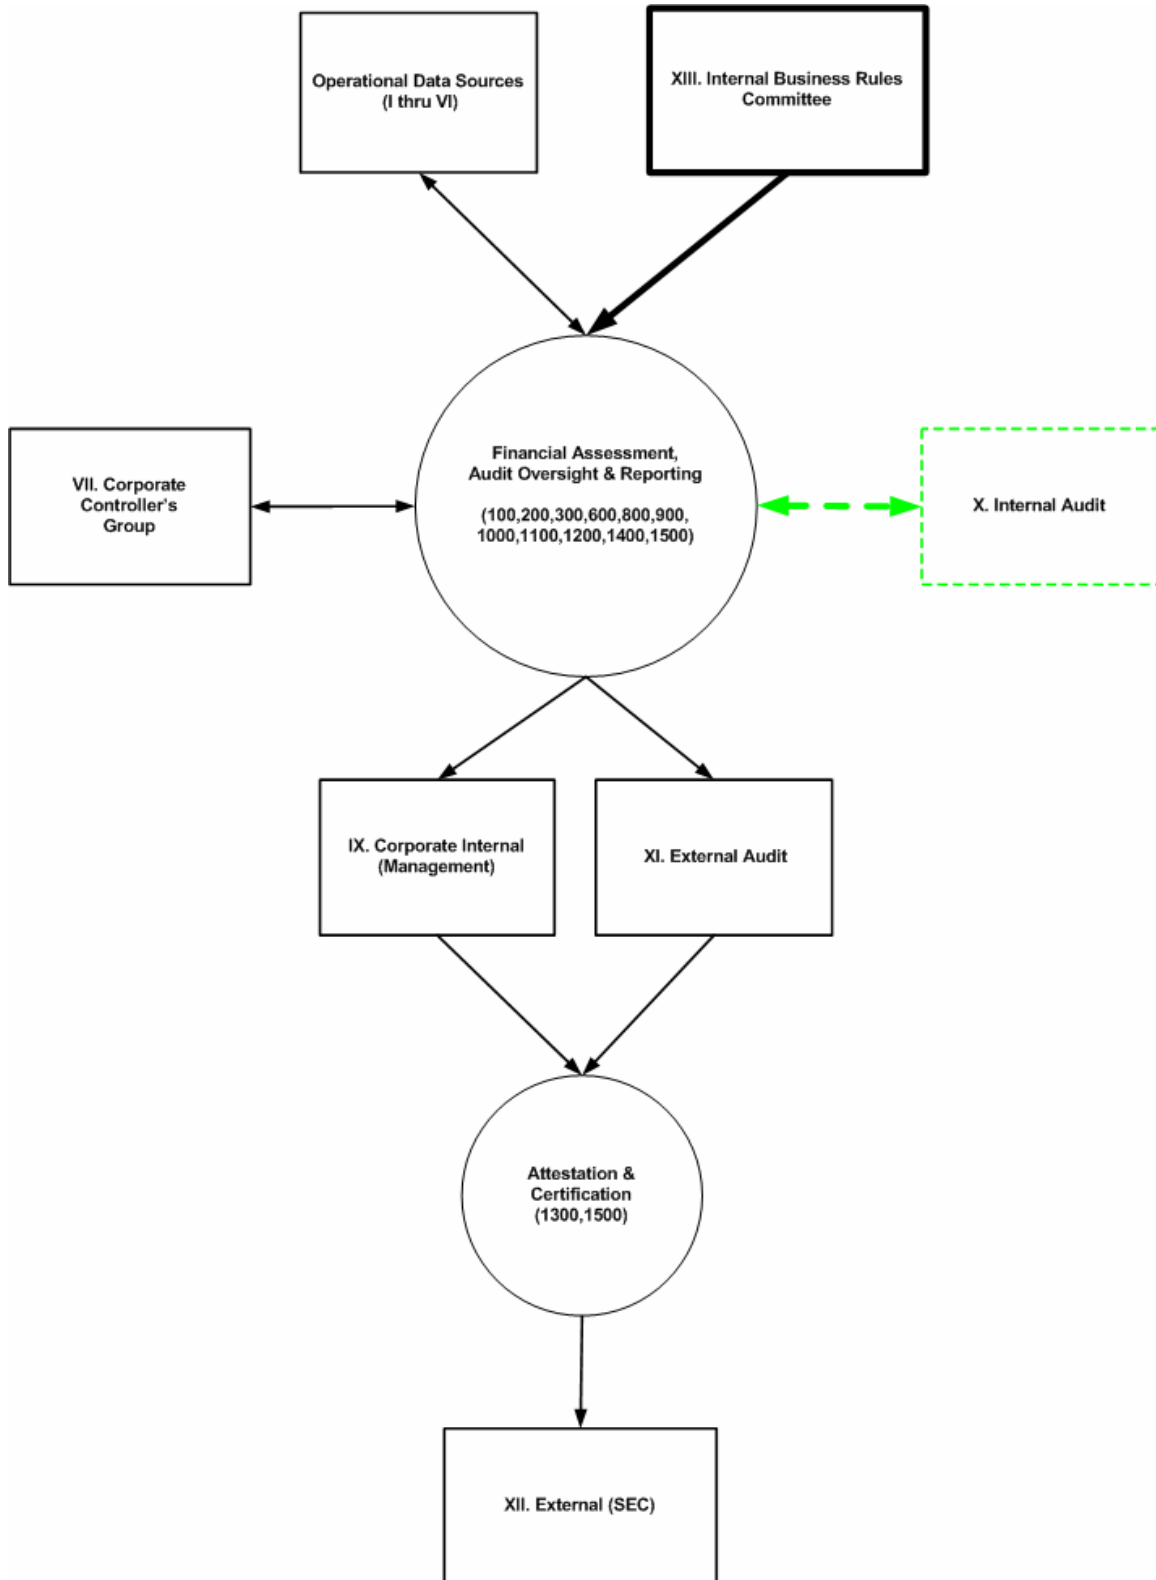 Operational Data Sources
(I thru VI)
XIII. Internal Business Rules
Committee
Financial Assessment,
Audit Oversight & Reporting
(100,200,300,600,800,900,
1000,1100,1200,1400,1500)
VII. Corporate
Controller's
Group
X. Internal Audit
IX. Corporate Internal
(Management)
XI. External Audit
Attestation &
Certification
(1300,1500)
XII. External (SEC)